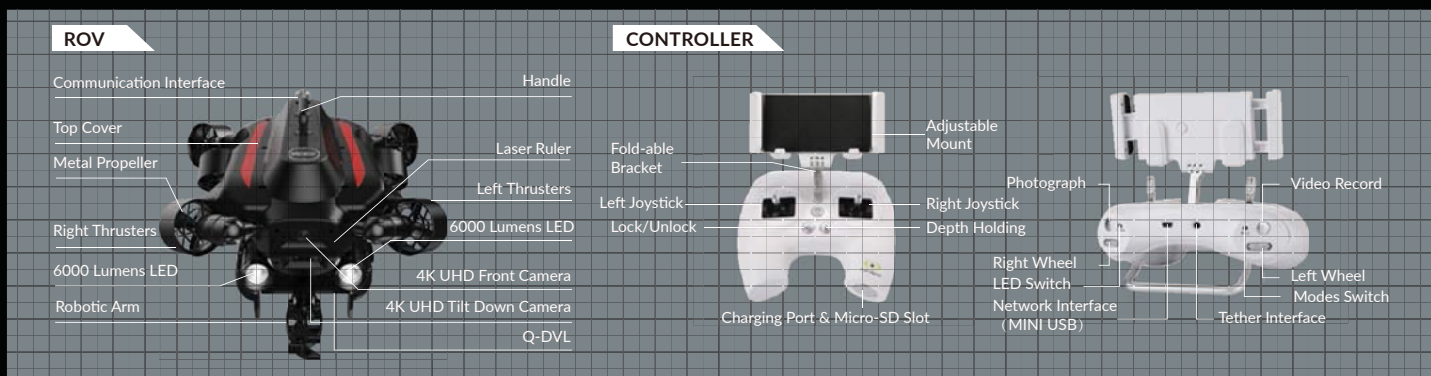 ROV
Communication Interface
Top Cover
Metal Propeller
Right Thrusters
6000 Lumens LED
Robotic Arm
Handle
Laser Ruler
Left Thrusters
6000 Lumens LED
4K UHD Front Camera
4K UHD Tilt Down Camera
Q-DVL
CONTROLLER
Fold-able
Bracket
Left Joystick
Lock/Unlock
Adjustable
Mount
Right Joystick
Depth Holding
Charging Port & Micro-SD Slot
Photograph
Right Wheel
LED Switch
Network Interface
（MINI USB）
Video Record
Left Wheel
Modes Switch
Tether Interface